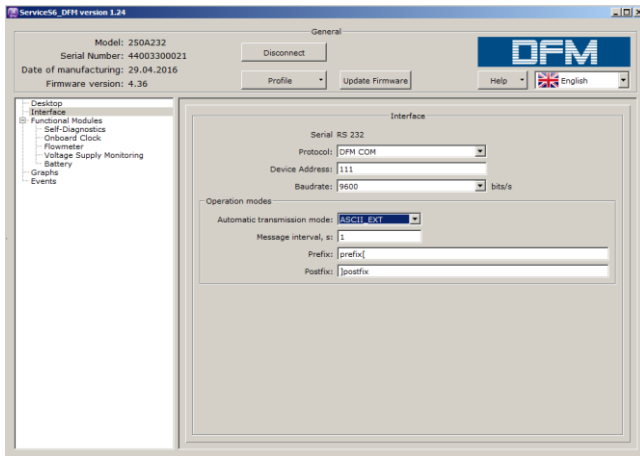 ServiceS6_DFM version 1.24
General
Model: 250A232
Serial Number: 44003300021
Date of manufacturing: 29.04.2016
Firmware version: 4.36
Disconnect
Profile
Update Firmware
DFM
Help
English
Desktop
Interface
Functional Modules
Self-Diagnostics
Onboard Clock
Flowmeter
Voltage Supply Monitoring
Battery
Graphs
Events
Interface
Serial RS 232
Protocol: DFM COM
Device Address: 111
Baudrate: 9600 bits/s
Operation modes
Automatic transmission mode: ASCII_EXT
Message interval, s: 1
Prefix: prefix[
Postfix: ]postfix